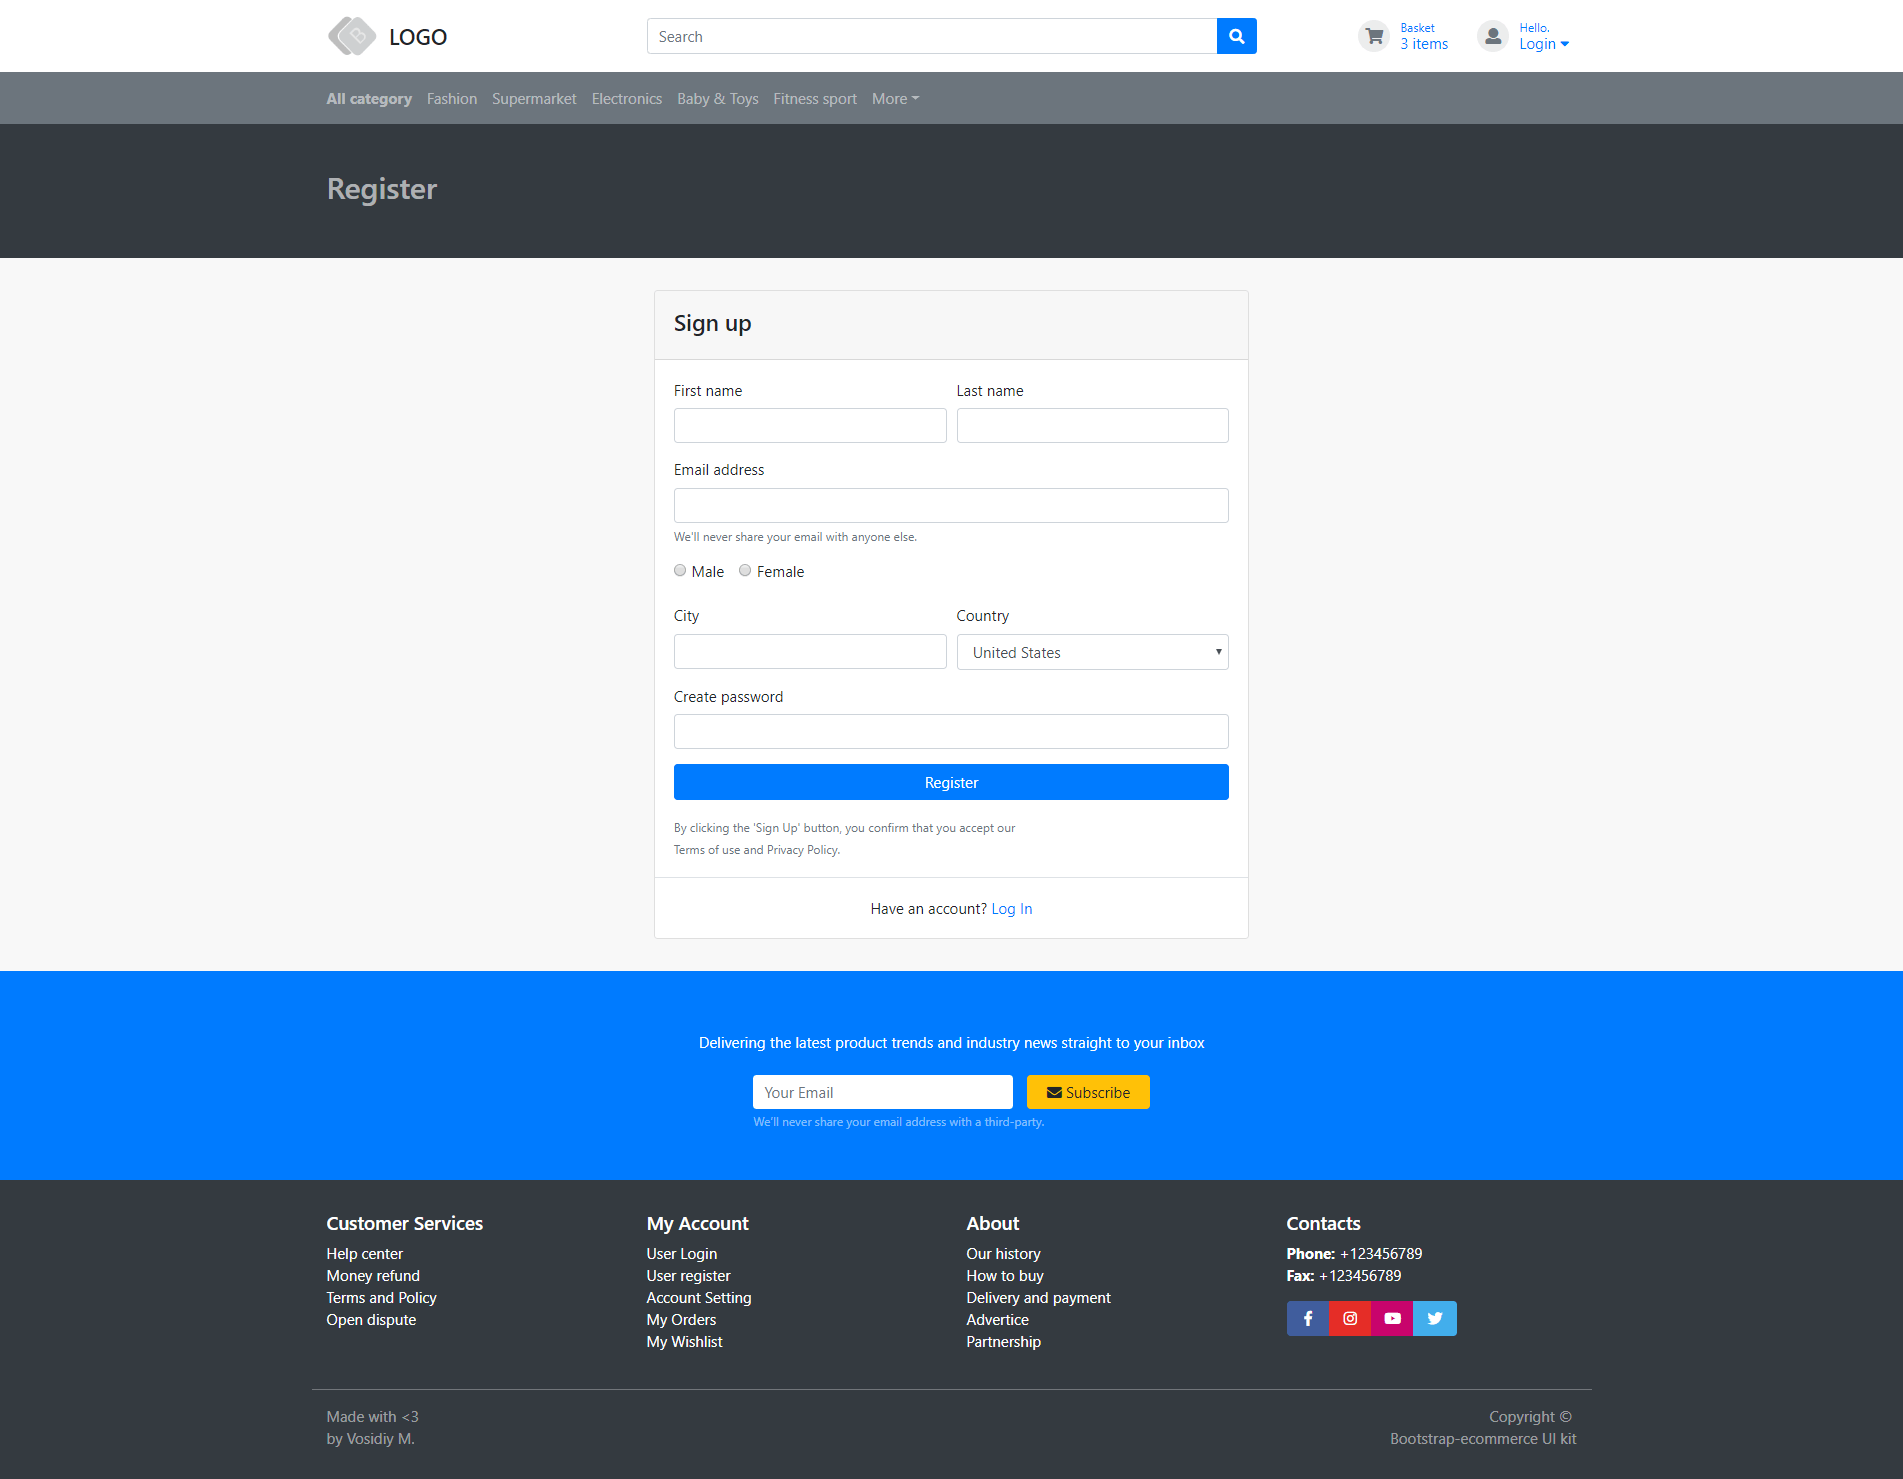 LOGO
Search
Basket
3 items
Hello.
Login
All category Fashion Supermarket Electronics Baby & Toys Fitness sport More
Register
Sign up
First name Last name
Email address
We'll never share your email with anyone else.
Male Female
City Country
United States
Create password
Register
By clicking the 'Sign Up' button, you confirm that you accept our
Terms of use and Privacy Policy.
Have an account? Log In
Delivering the latest product trends and industry news straight to your inbox
Your Email Subscribe
We'll never share your email address with a third-party.
Customer Services
Help center
Money refund
Terms and Policy
Open dispute
My Account
User Login
User register
Account Setting
My Orders
My Wishlist
About
Our history
How to buy
Delivery and payment
Advertice
Partnership
Contacts
Phone: +123456789
Fax: +123456789
Made with <3
by Vosidiy M.
Copyright ©
Bootstrap-ecommerce UI kit